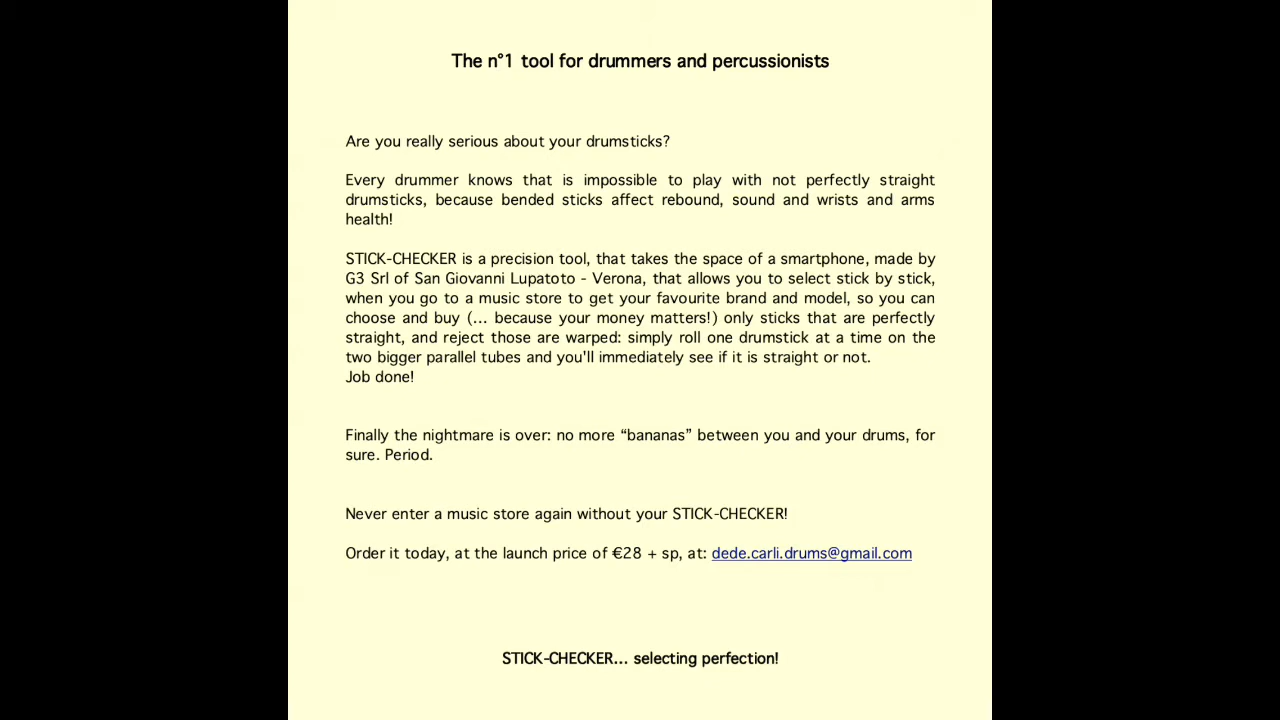 The n°1 tool for drummers and percussionists
Are you really serious about your drumsticks?
Every drummer knows that is impossible to play with not perfectly straight
drumsticks, because bended sticks affect rebound, sound and wrists and arms
health!
STICK-CHECKER is a precision tool, that takes the space of a smartphone, made by
G3 Srl of San Giovanni Lupatoto - Verona, that allows you to select stick by stick,
when you go to a music store to get your favourite brand and model, so you can
choose and buy (... because your money matters!) only sticks that are perfectly
straight, and reject those are warped: simply roll one drumstick at a time on the
two bigger parallel tubes and you'll immediately see if it is straight or not.
Job done!
Finally the nightmare is over: no more “bananas” between you and your drums, for
sure. Period.
Never enter a music store again without your STICK-CHECKER!
Order it today, at the launch price of €28 + sp, at: dede.carli.drums@gmail.com
STICK-CHECKER... selecting perfection!